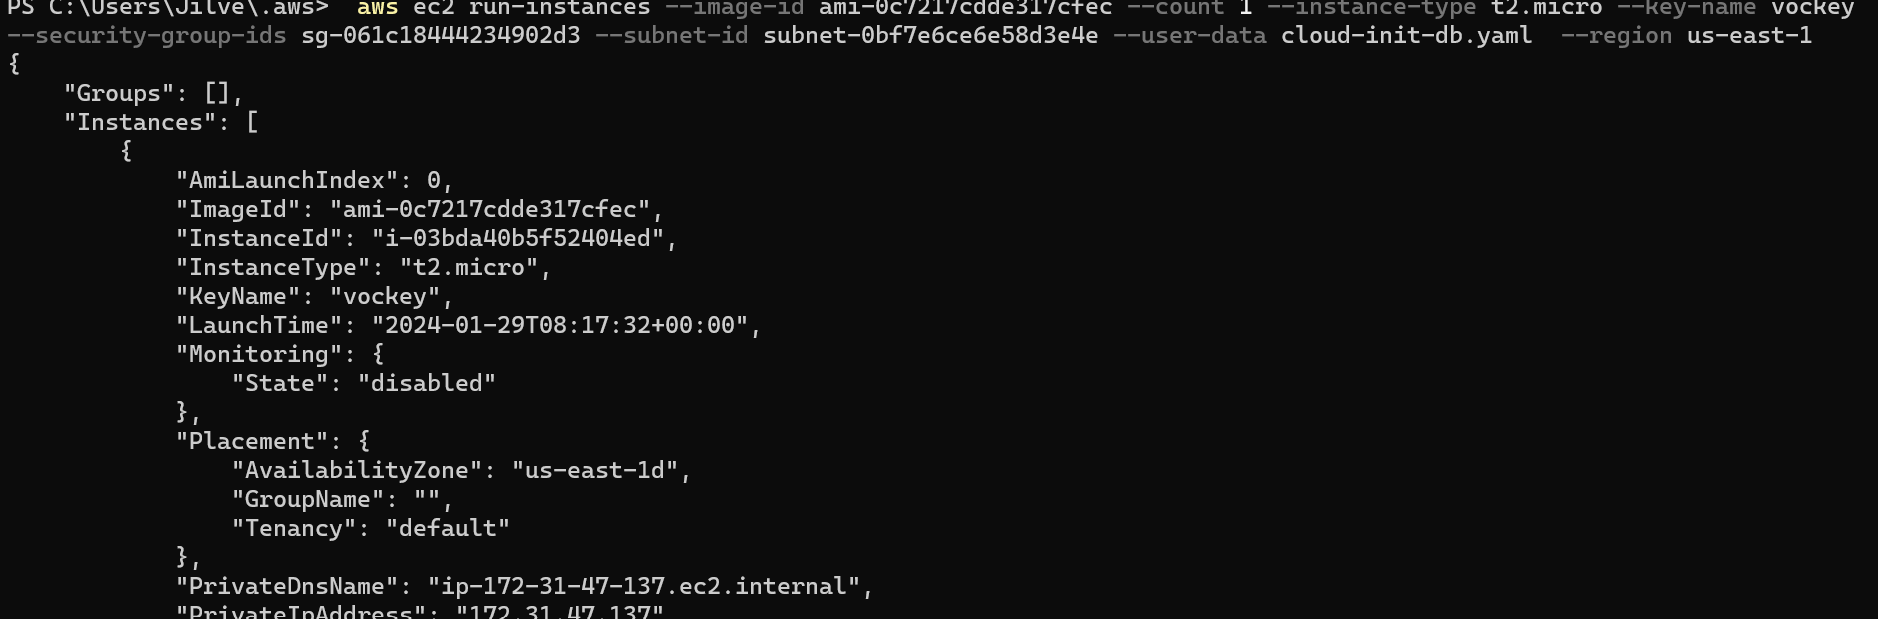 PS C:\Users\Jilve\.aws>  aws ec2 run-instances --image-id ami-0c7217cdde317cfec --count 1 --instance-type t2.micro --key-name vockey
--security-group-ids sg-061c18444234902d3 --subnet-id subnet-0bf7e6ce6e58d3e4e --user-data cloud-init-db.yaml  --region us-east-1
{
    "Groups": [],
    "Instances": [
        {
            "AmiLaunchIndex": 0,
            "ImageId": "ami-0c7217cdde317cfec",
            "InstanceId": "i-03bda40b5f52404ed",
            "InstanceType": "t2.micro",
            "KeyName": "vockey",
            "LaunchTime": "2024-01-29T08:17:32+00:00",
            "Monitoring": {
                "State": "disabled"
            },
            "Placement": {
                "AvailabilityZone": "us-east-1d",
                "GroupName": "",
                "Tenancy": "default"
            },
            "PrivateDnsName": "ip-172-31-47-137.ec2.internal",
            "PrivateIpAddress": "172.31.47.137"